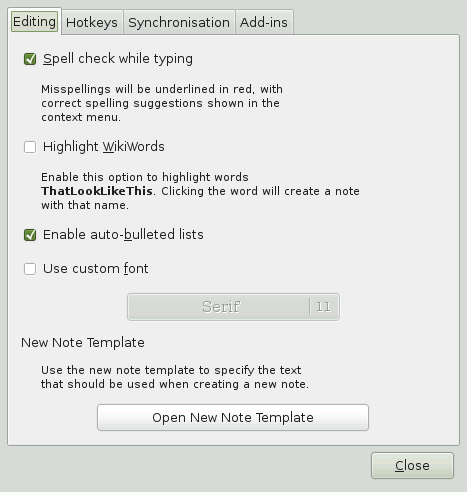 Editing Hotkeys Synchronisation Add-ins
Spell check while typing
Misspellings will be underlined in red, with
correct spelling suggestions shown in the
context menu.
Highlight WikiWords
Enable this option to highlight words
ThatLookLikeThis. Clicking the word will create a note
with that name.
Enable auto-bulleted lists
Use custom font
Serif 11
New Note Template
Use the new note template to specify the text
that should be used when creating a new note.
Open New Note Template
Close